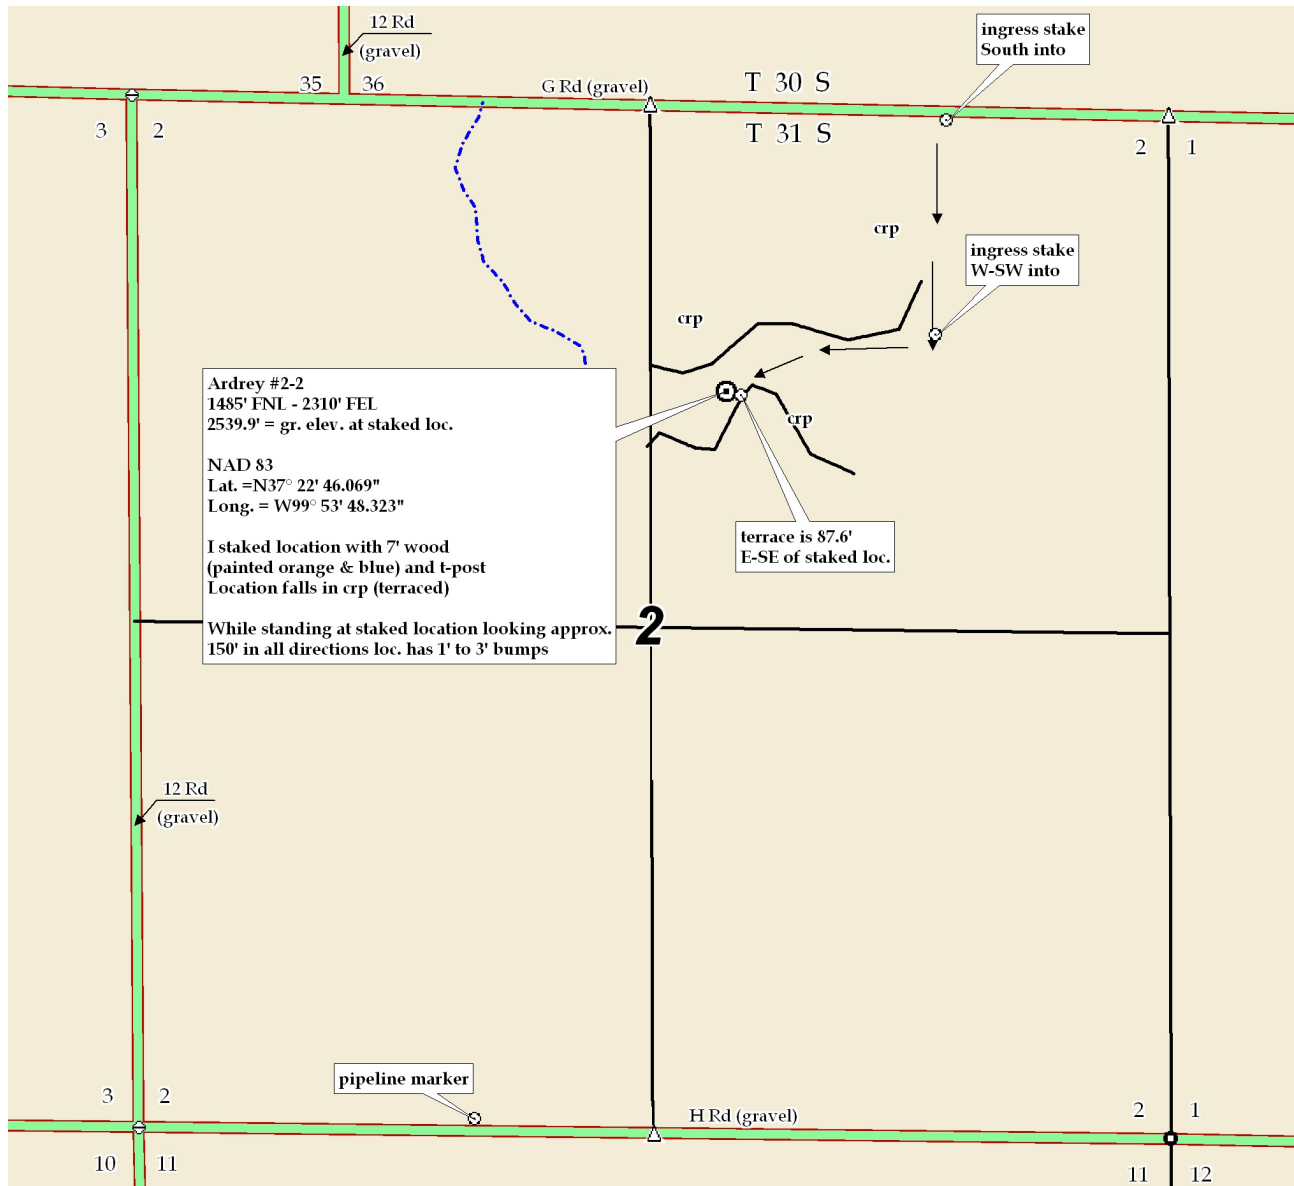 12 Rd
(gravel)
ingress stake
South into
35
36
G Rd (gravel)
T 30 S
3
2
T 31 S
2
1
crp
ingress stake
W-SW into
crp
Ardrey #2-2
1485' FNL - 2310' FEL
2539.9' = gr. elev. at staked loc.
NAD 83
Lat. =N37° 22' 46.069"
Long. = W99° 53' 48.323"
I staked location with 7' wood
(painted orange & blue) and t-post
Location falls in crp (terraced)
While standing at staked location looking approx.
150' in all directions loc. has 1' to 3' bumps
crp
terrace is 87.6'
E-SE of staked loc.
2
12 Rd
(gravel)
pipeline marker
3
2
H Rd (gravel)
2
1
10
11
11
12